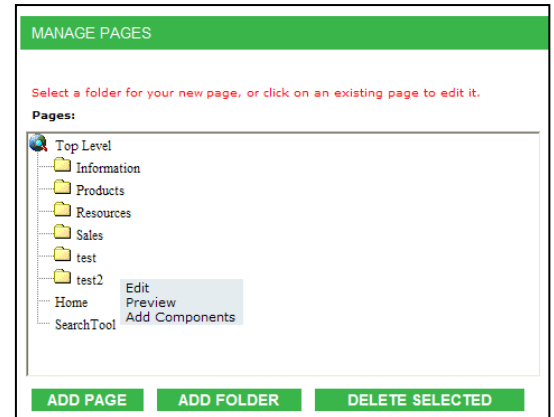 MANAGE PAGES
Select a folder for your new page, or click on an existing page to edit it.
Pages:
Top Level
Information
Products
Resources
Sales
test
test2
Edit
Home
Preview
Add Components
SearchTool
ADD PAGE ADD FOLDER DELETE SELECTED